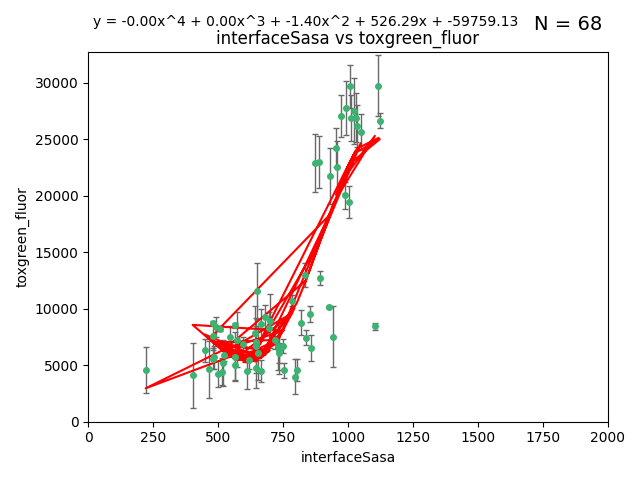 y = -0.00x^4 + 0.00x^3 + -1.40x^2 + 526.29x + -59759.13
N = 68
interfaceSasa vs toxgreen_fluor
30000
25000
20000
15000
10000
5000
0
toxgreen_fluor
0 250 500 750 1000 1250 1500 1750 2000
interfaceSasa